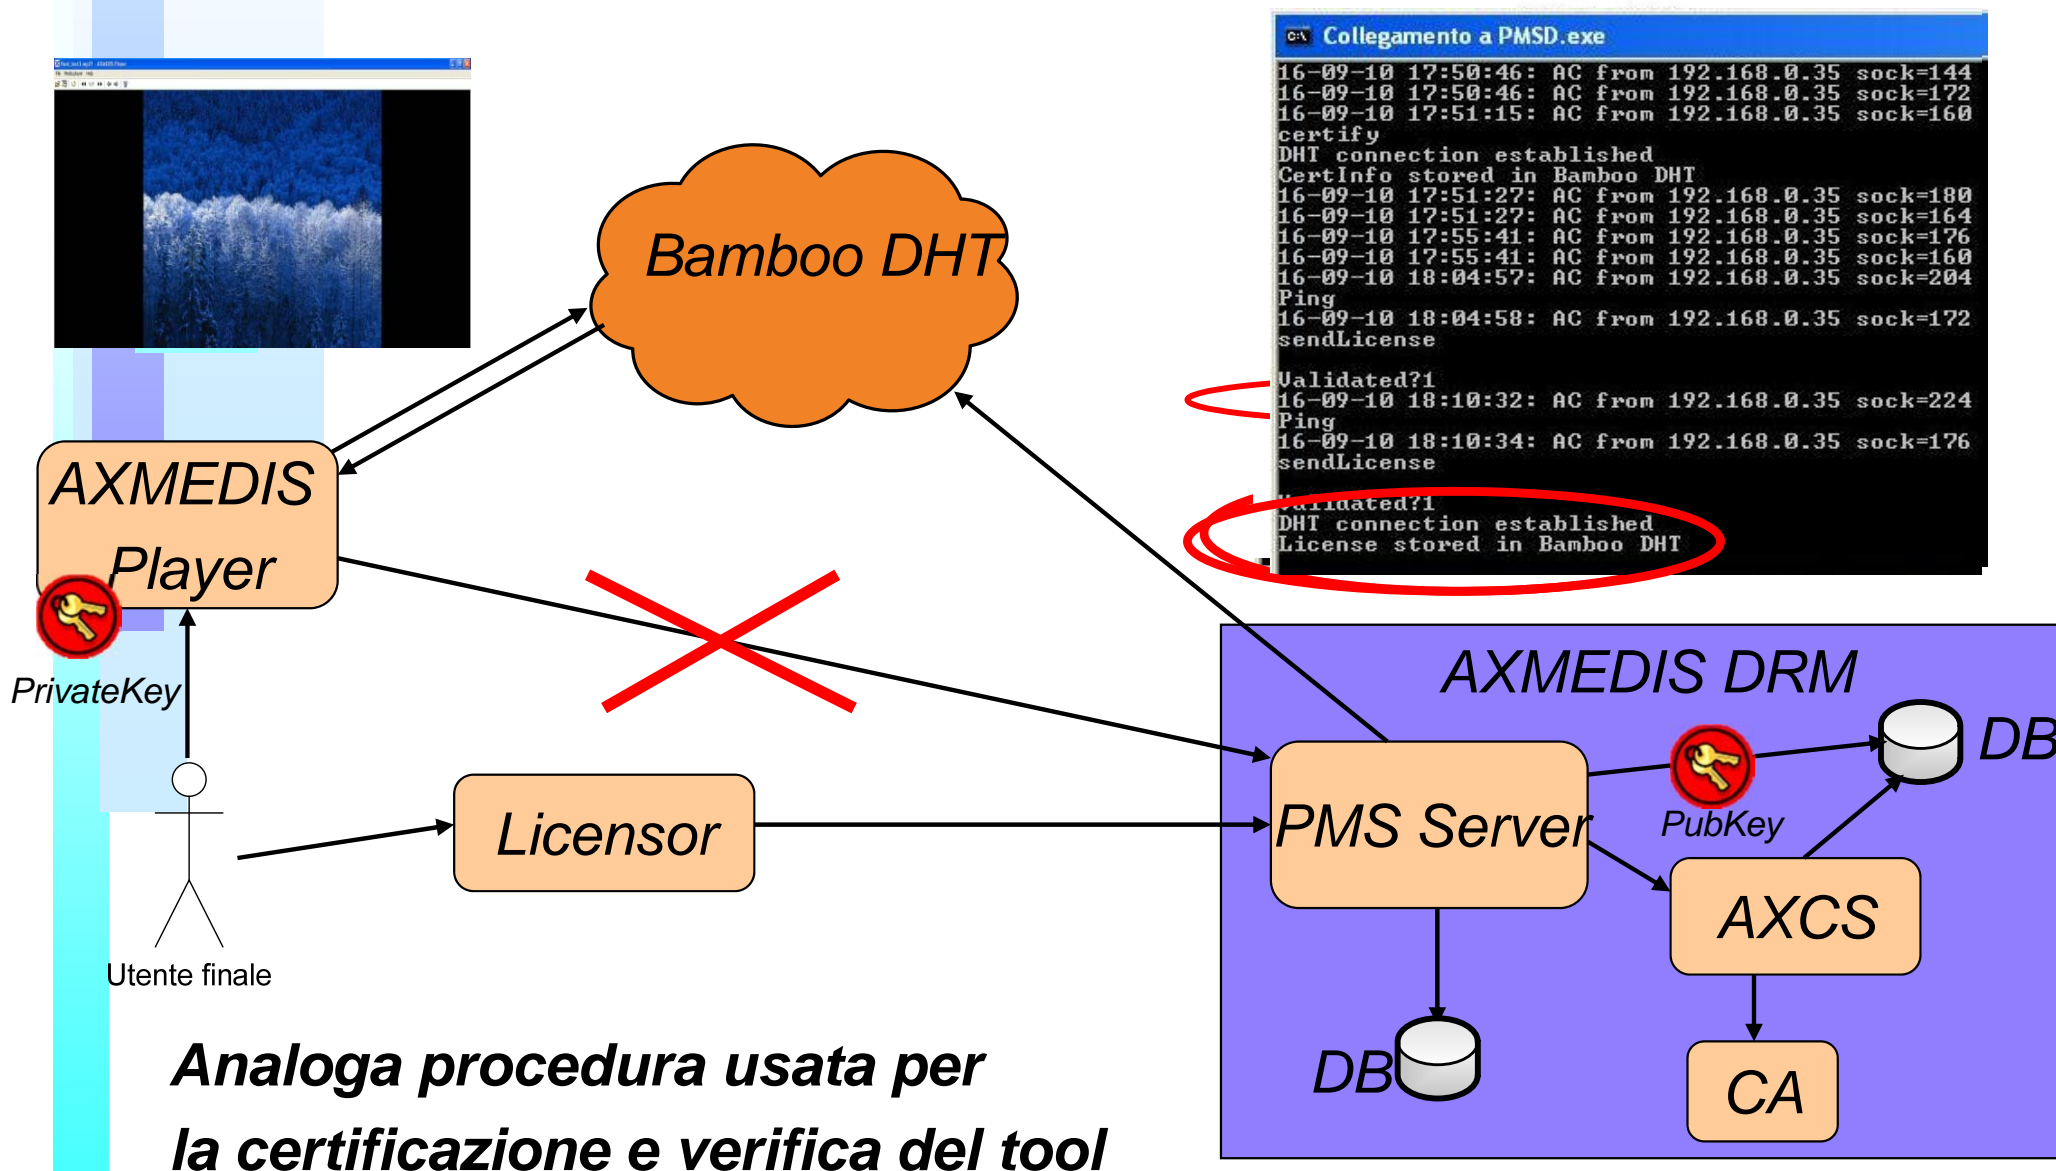 Collegamento a PMSD.exe
16-09-10 17:50:46: AC from 192.168.0.35 sock=144
16-09-10 17:50:46: AC from 192.168.0.35 sock=172
16-09-10 17:51:15: AC from 192.168.0.35 sock=160
certify
DHT connection established
CertInfo stored in Bamboo DHT
16-09-10 17:51:27: AC from 192.168.0.35 sock=180
16-09-10 17:51:27: AC from 192.168.0.35 sock=164
16-09-10 17:55:41: AC from 192.168.0.35 sock=176
16-09-10 17:55:41: AC from 192.168.0.35 sock=160
16-09-10 18:04:57: AC from 192.168.0.35 sock=204
Ping
16-09-10 18:04:58: AC from 192.168.0.35 sock=172
sendLicense
Validated?1
16-09-10 18:10:32: AC from 192.168.0.35 sock=224
Ping
16-09-10 18:10:34: AC from 192.168.0.35 sock=176
sendLicense
Validated?1
DHT connection established
License stored in Bamboo DHT
Bamboo DHT
AXMEDIS
Player
PrivateKey
Utente finale
Licensor
AXMEDIS DRM
PMS Server
PubKey
DB
AXCS
DB
CA
Analoga procedura usata per
la certificazione e verifica del tool